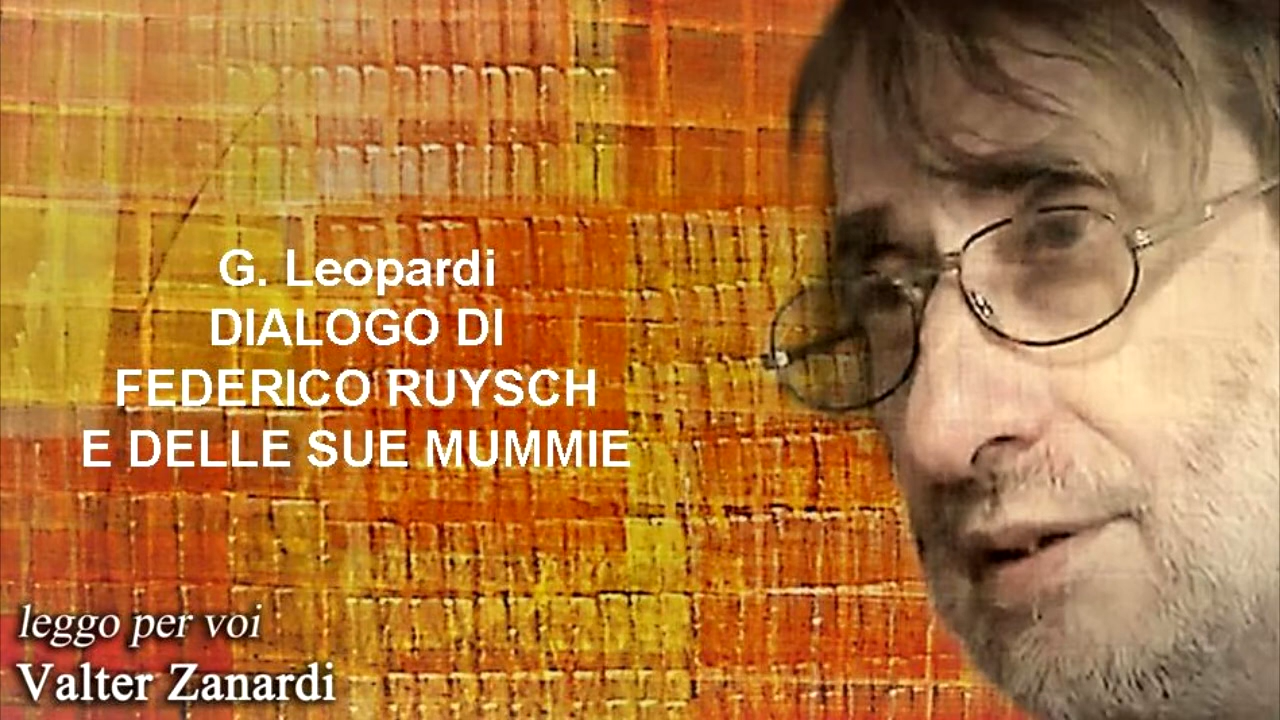 G. Leopardi
DIALOGO DI
FEDERICO RUYSCH
E DELLE SUE MUMMIE
leggo per voi
Valter Zanardi